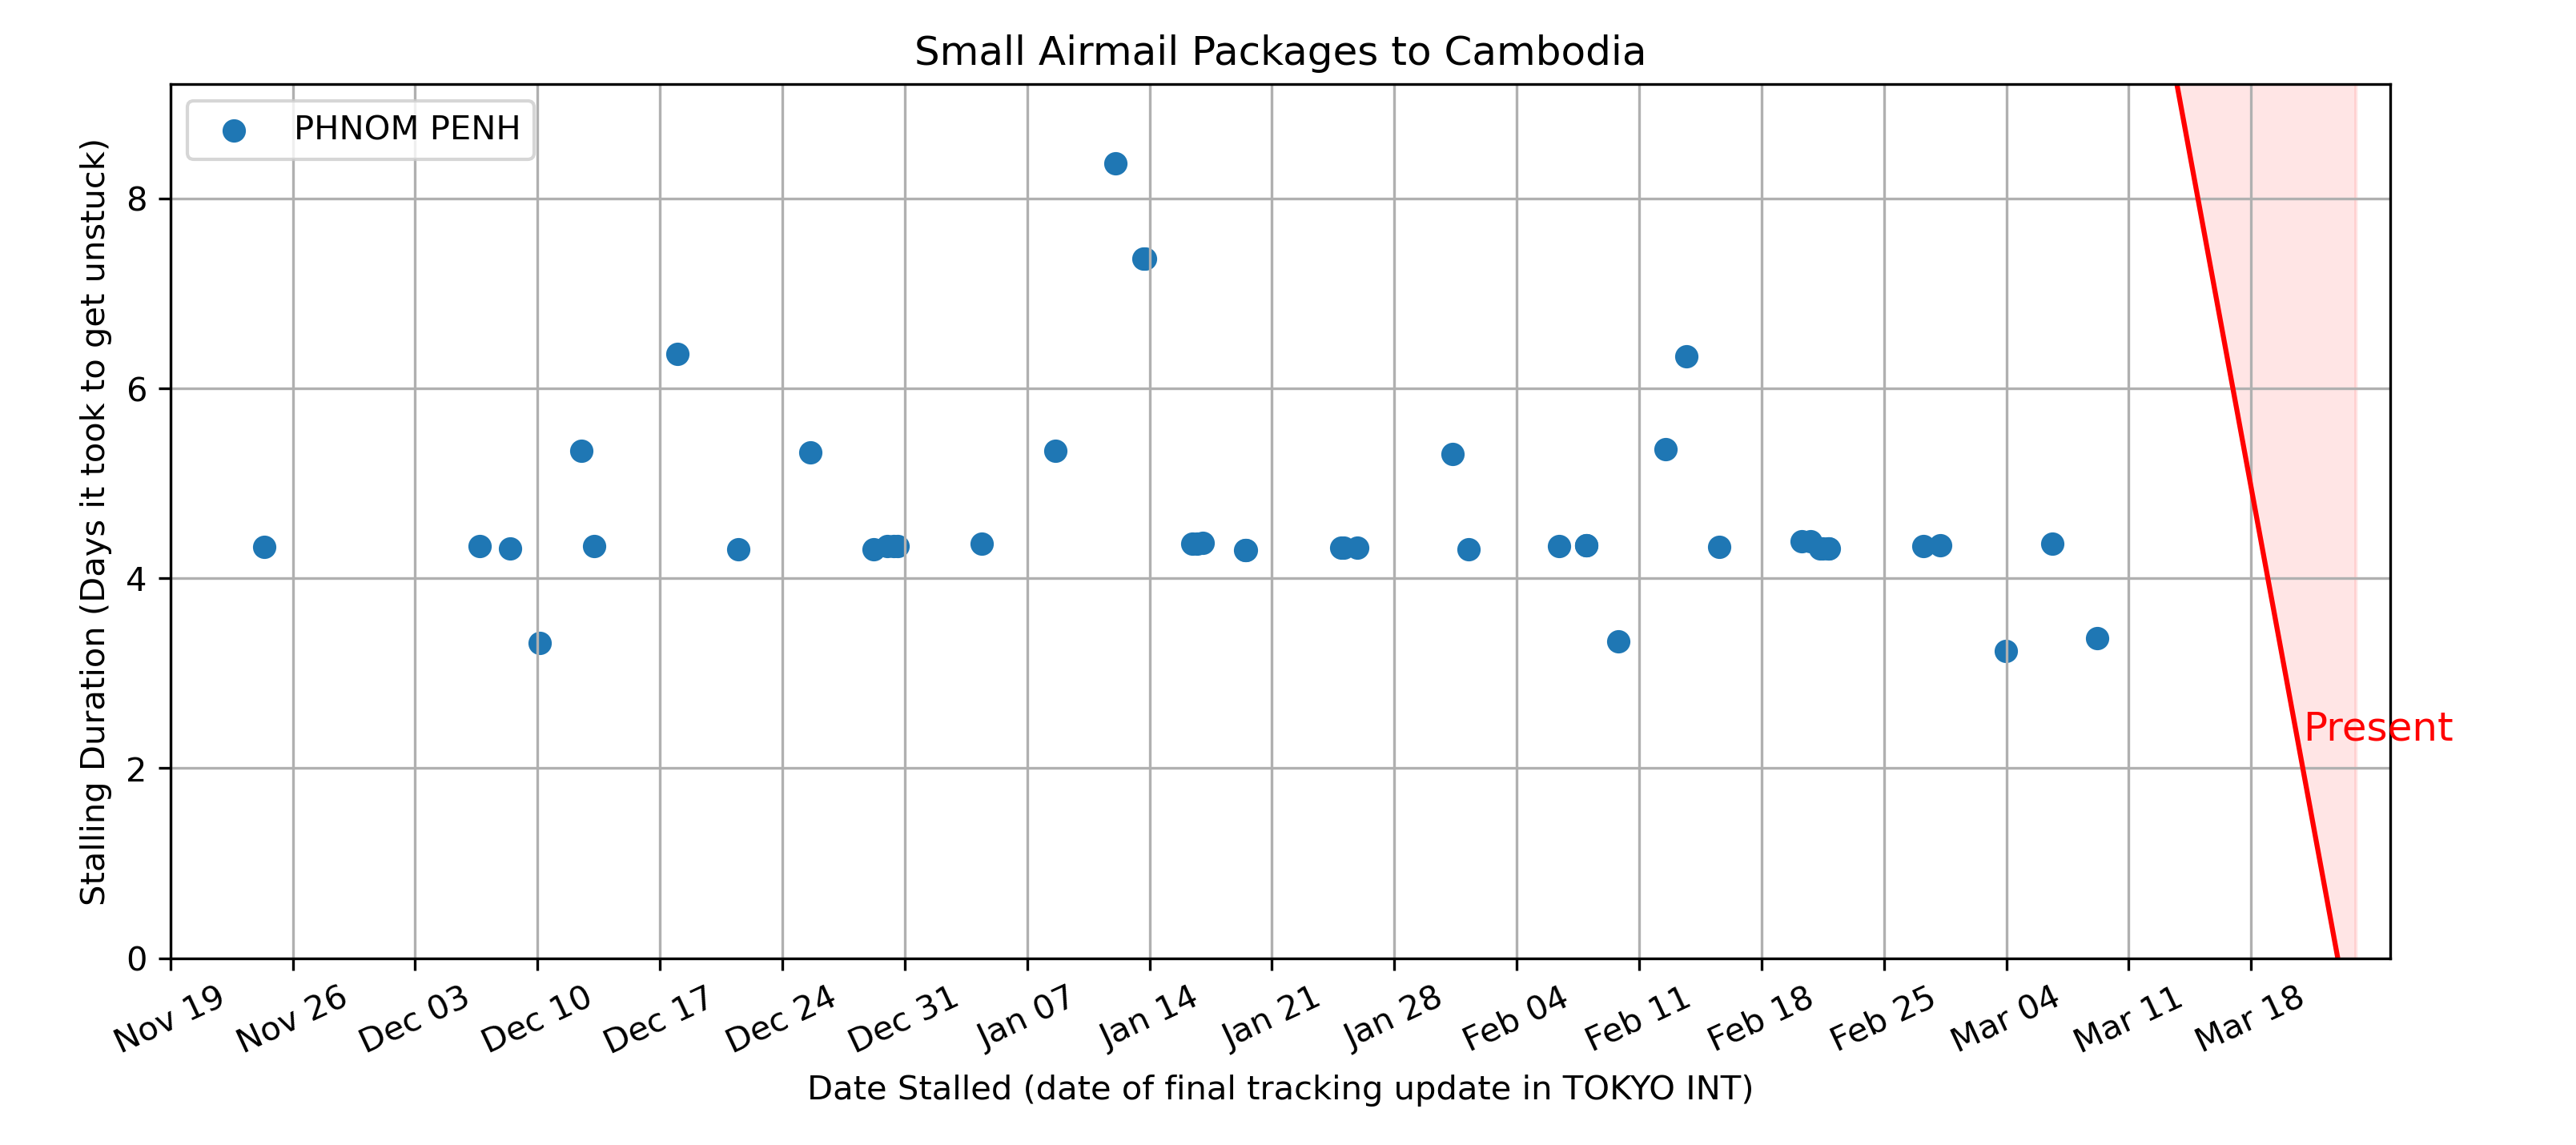 Small Airmail Packages to Cambodia
PHNOM PENH
Stalling Duration (Days it took to get unstuck)
8
6
4
2
0
Present
Nov 19 Nov 26 Dec 03 Dec 10 Dec 17 Dec 24 Dec 31 Jan 07 Jan 14 Jan 21 Jan 28 Feb 04 Feb 11 Feb 18 Feb 25 Mar 04 Mar 11 Mar 18
Date Stalled (date of final tracking update in TOKYO INT)